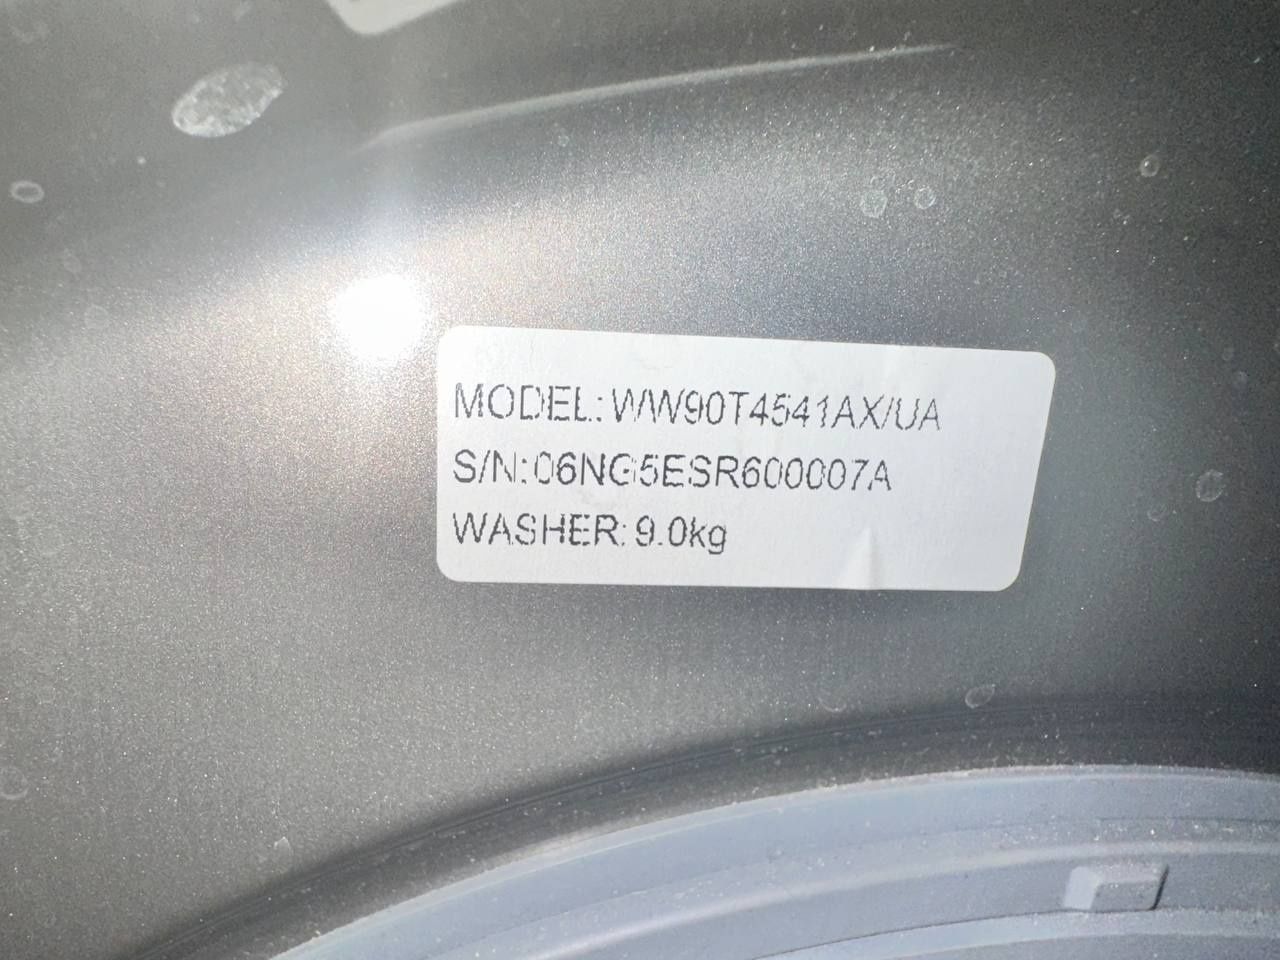 MODEL: WW90T4541AX/UA
S/N: 06NG5ESR600007A
WASHER: 9.0kg